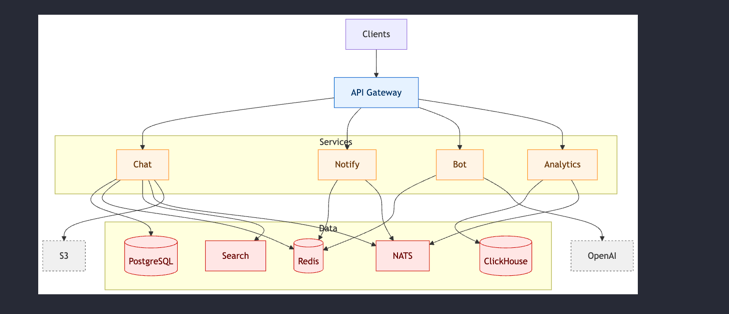 Clients
API Gateway
Services
Chat
Notify
Bot
Analytics
Data
S3
PostgreSQL
Search
Redis
NATS
ClickHouse
OpenAI